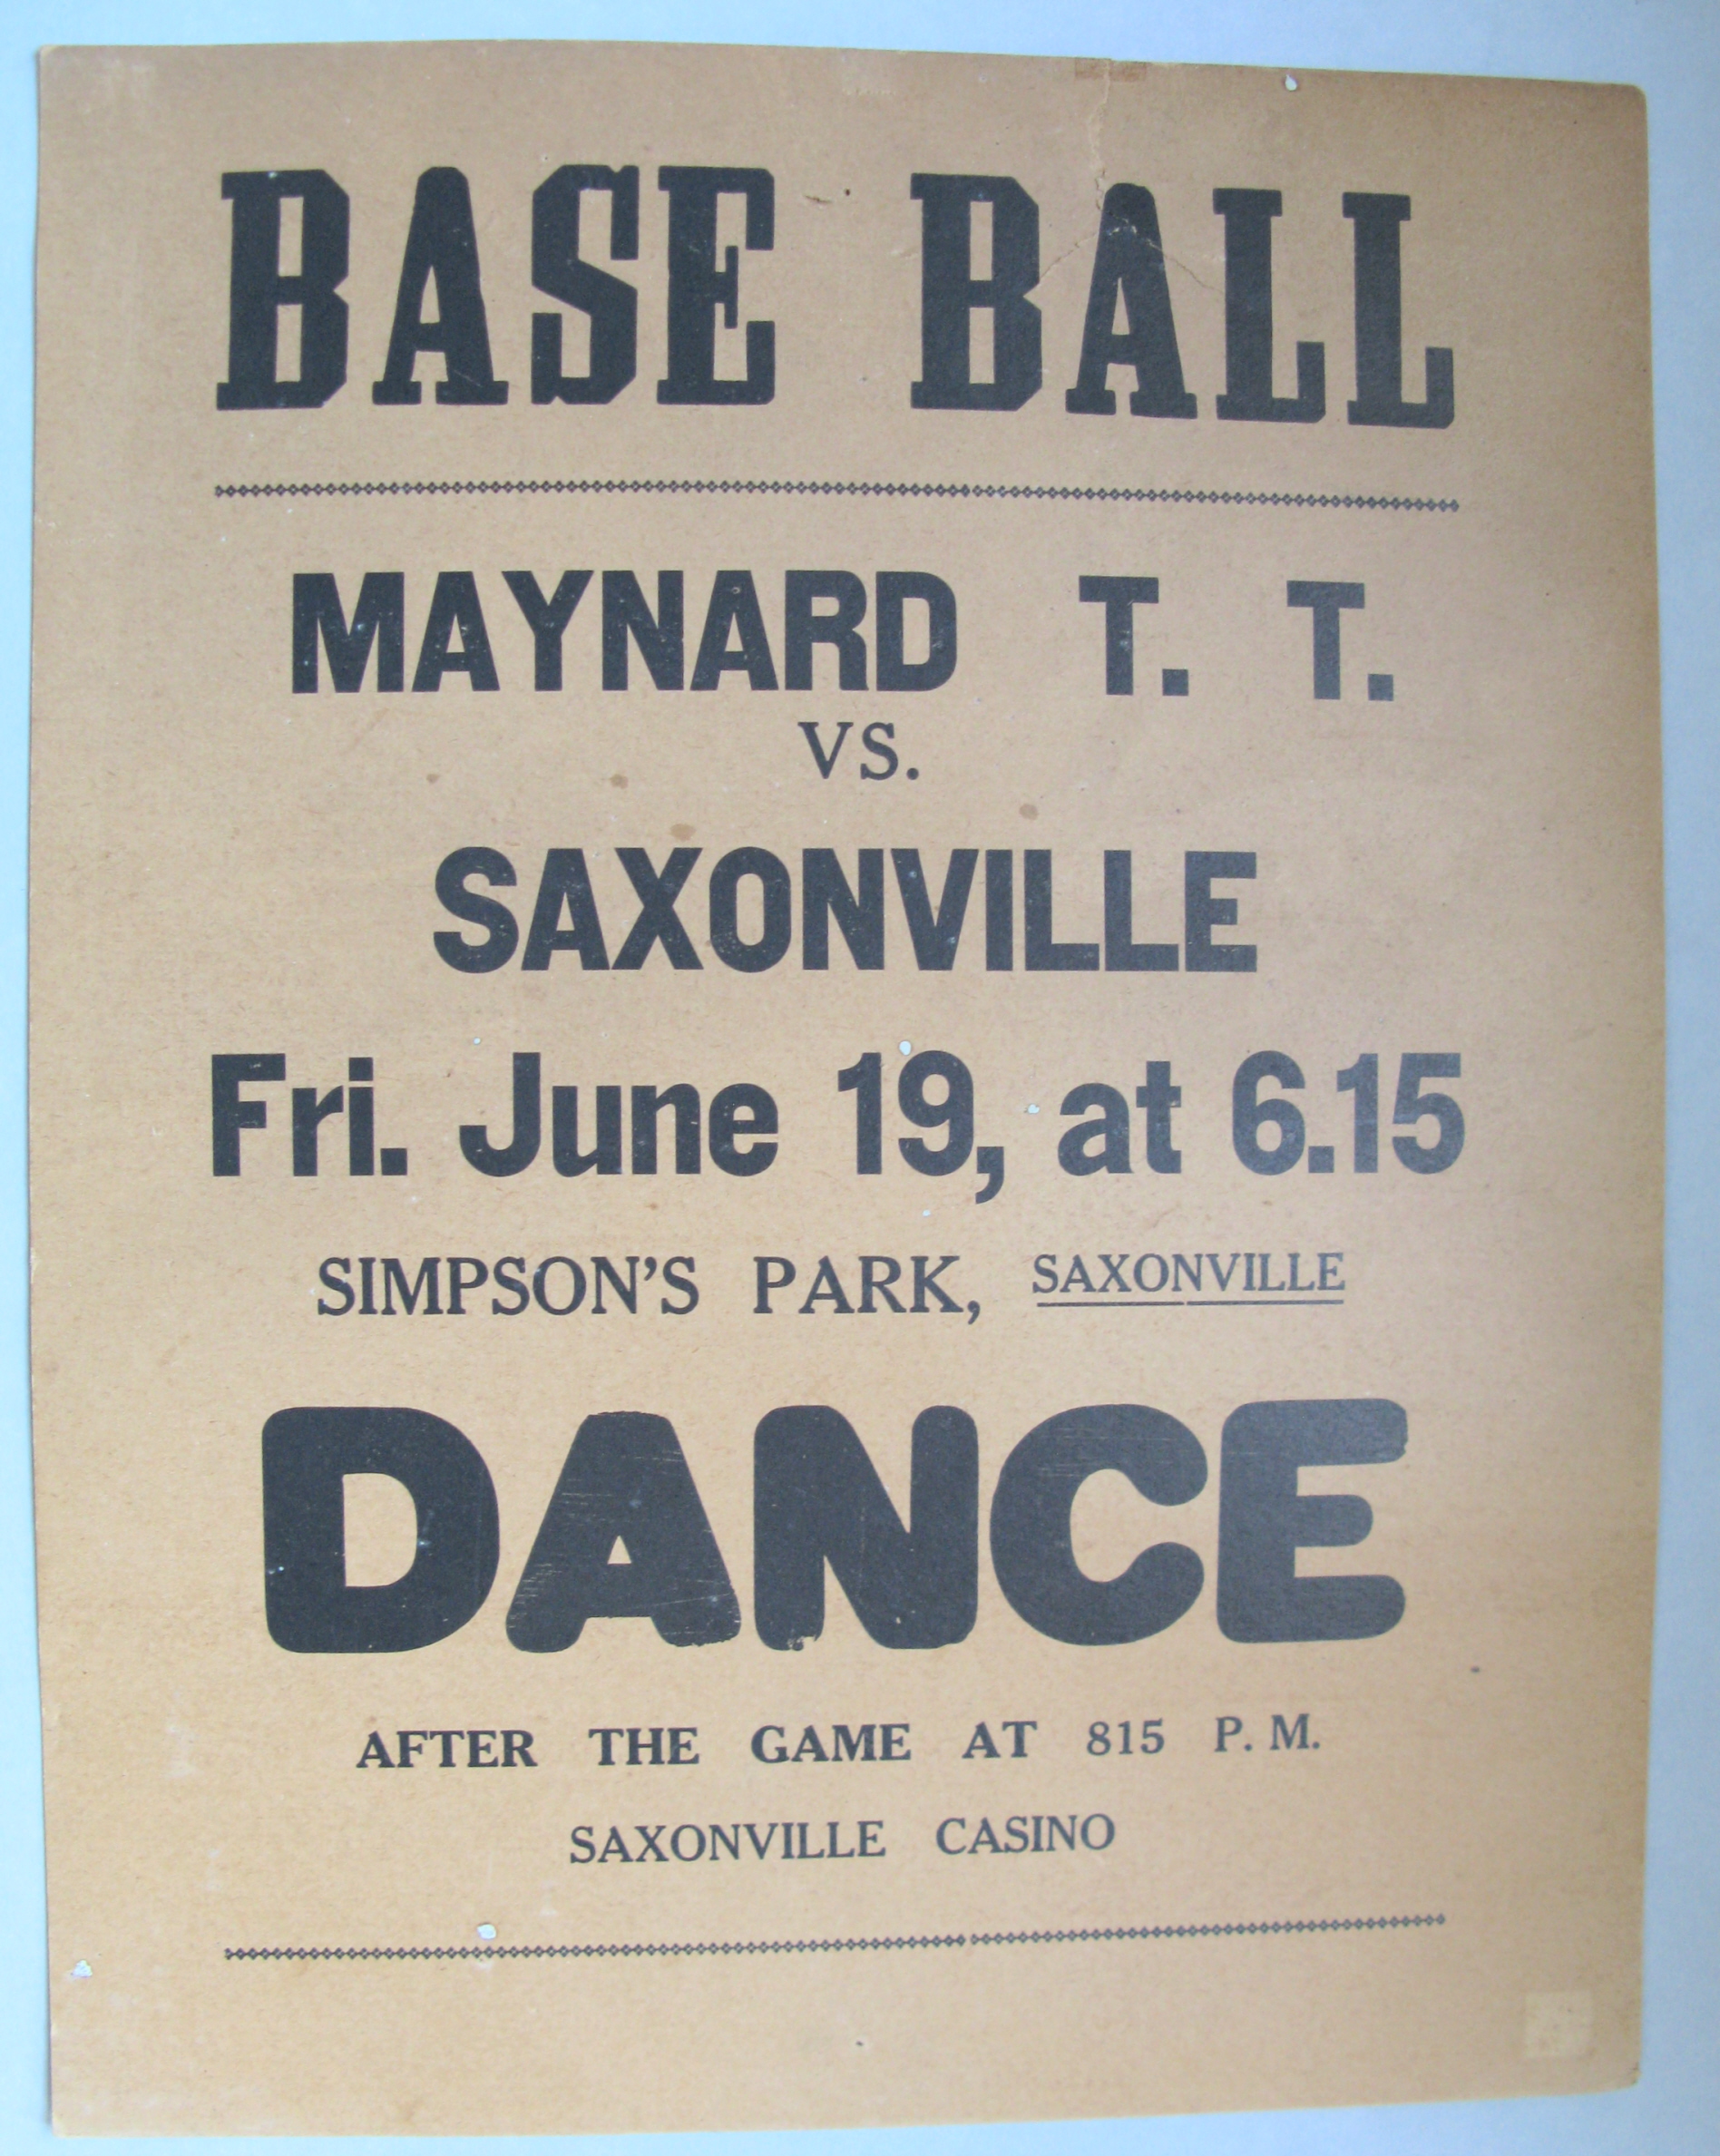 BASE BALL
MAYNARD T. T.
VS.
SAXONVILLE
Fri. June 19, at 6.15
SIMPSON'S PARK, SAXONVILLE
DANCE
AFTER THE GAME AT 815 P. M.
SAXONVILLE CASINO